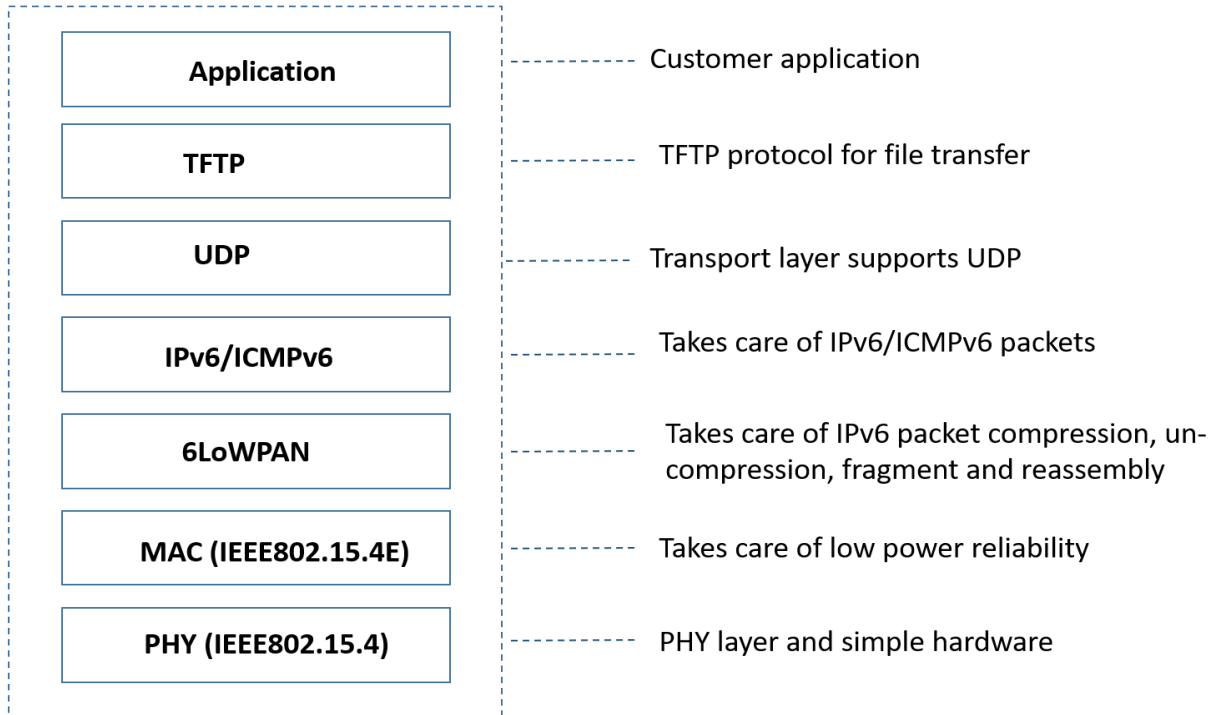 Application
Customer application
TFTP
TFTP protocol for file transfer
UDP
Transport layer supports UDP
IPv6/ICMPv6
Takes care of IPv6/ICMPv6 packets
6LoWPAN
Takes care of IPv6 packet compression, un-
compression, fragment and reassembly
MAC (IEEE802.15.4E)
Takes care of low power reliability
PHY (IEEE802.15.4)
PHY layer and simple hardware